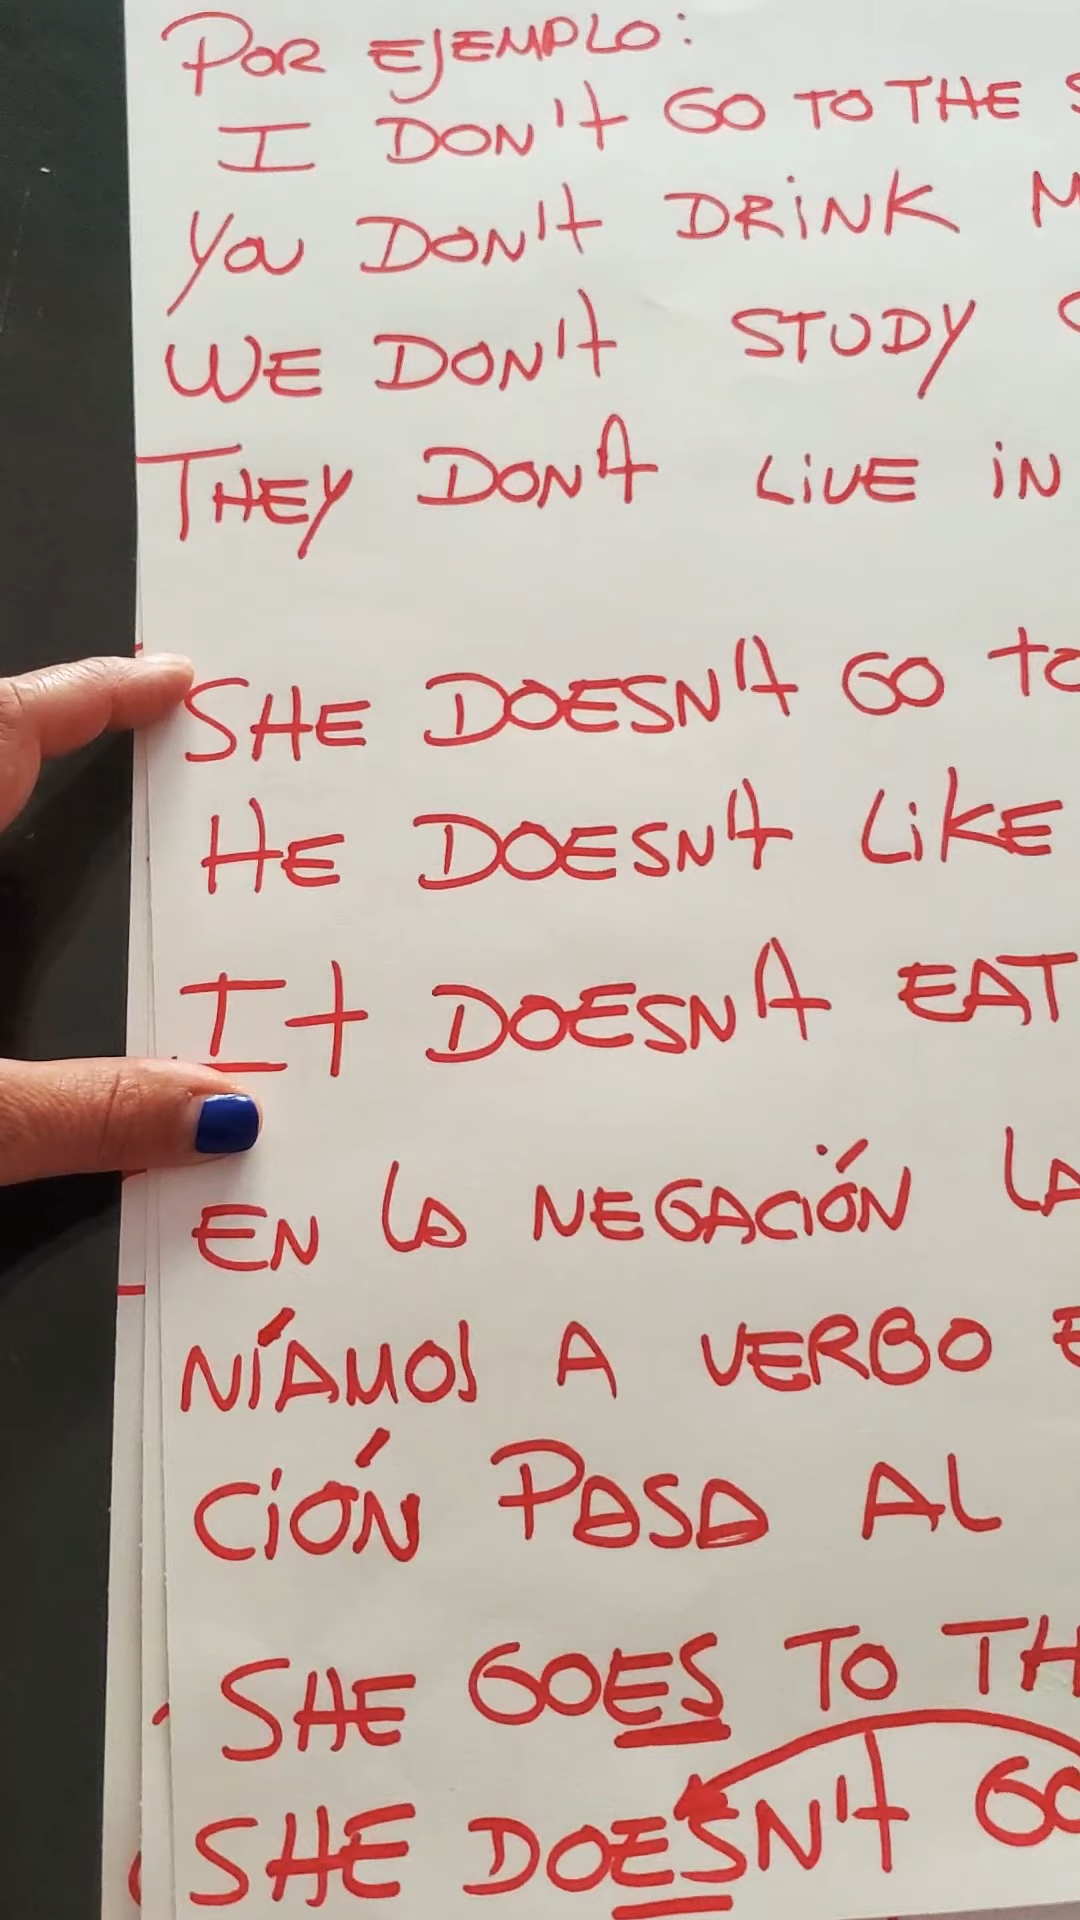 POR EJEMPLO:
I DON't GO TO THE
YOU DON't DRINK
WE DON't STUDY
THEY DON't LiVE iN
SHE DOESN't GO to
HE DOESN't LiKE
It DOESN't EAT
EN LA NEGACiÓN LA
NÍAMOS A VERBO
CiÓN PASA AL
SHE GOES TO TH
SHE DOESN't GO